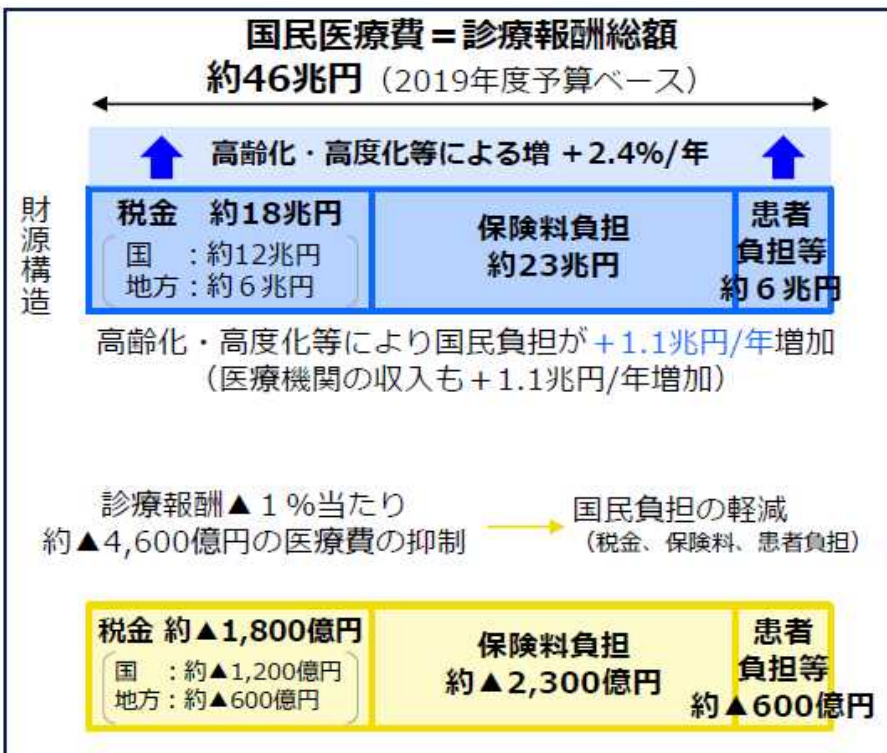 国民医療費=診療報酬総額
約46兆円（2019年度予算ベース）
高齢化・高度化等による増 +2.4%/年
財源構造
税金 約18兆円
国 ：約12兆円
地方：約６兆円
保険料負担
約23兆円
患者
負担等
約６兆円
高齢化・高度化等により国民負担が+1.1兆円/年増加
（医療機関の収入も+1.1兆円/年増加）
診療報酬▲１%当たり
約▲4,600億円の医療費の抑制
国民負担の軽減
（税金、保険料、患者負担）
税金 約▲1,800億円
国 ：約▲1,200億円
地方：約▲600億円
保険料負担
約▲2,300億円
患者
負担等
約▲600億円